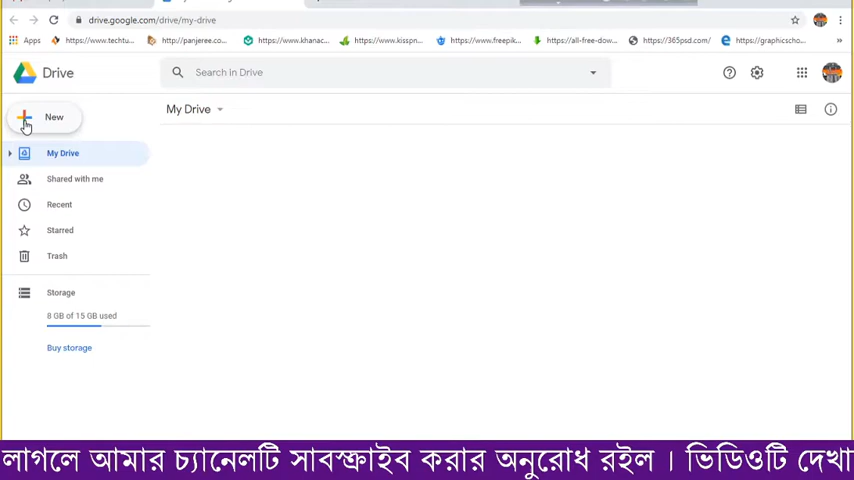 drive.google.com/drive/my-drive
Apps https://www.techtu... http://panjeree.co... https://www.khanac... https://www.kisspn... https://www.freepik... https://all-free-dow... https://365psd.com/ https://graphicscho... »
Drive
Search in Drive
New
My Drive
My Drive
Shared with me
Recent
Starred
Trash
Storage
8 GB of 15 GB used
Buy storage
লাগলে আমার চ্যানেলটি সাবস্ক্রাইব করার অনুরোধ রইল । ভিডিওটি দেখা